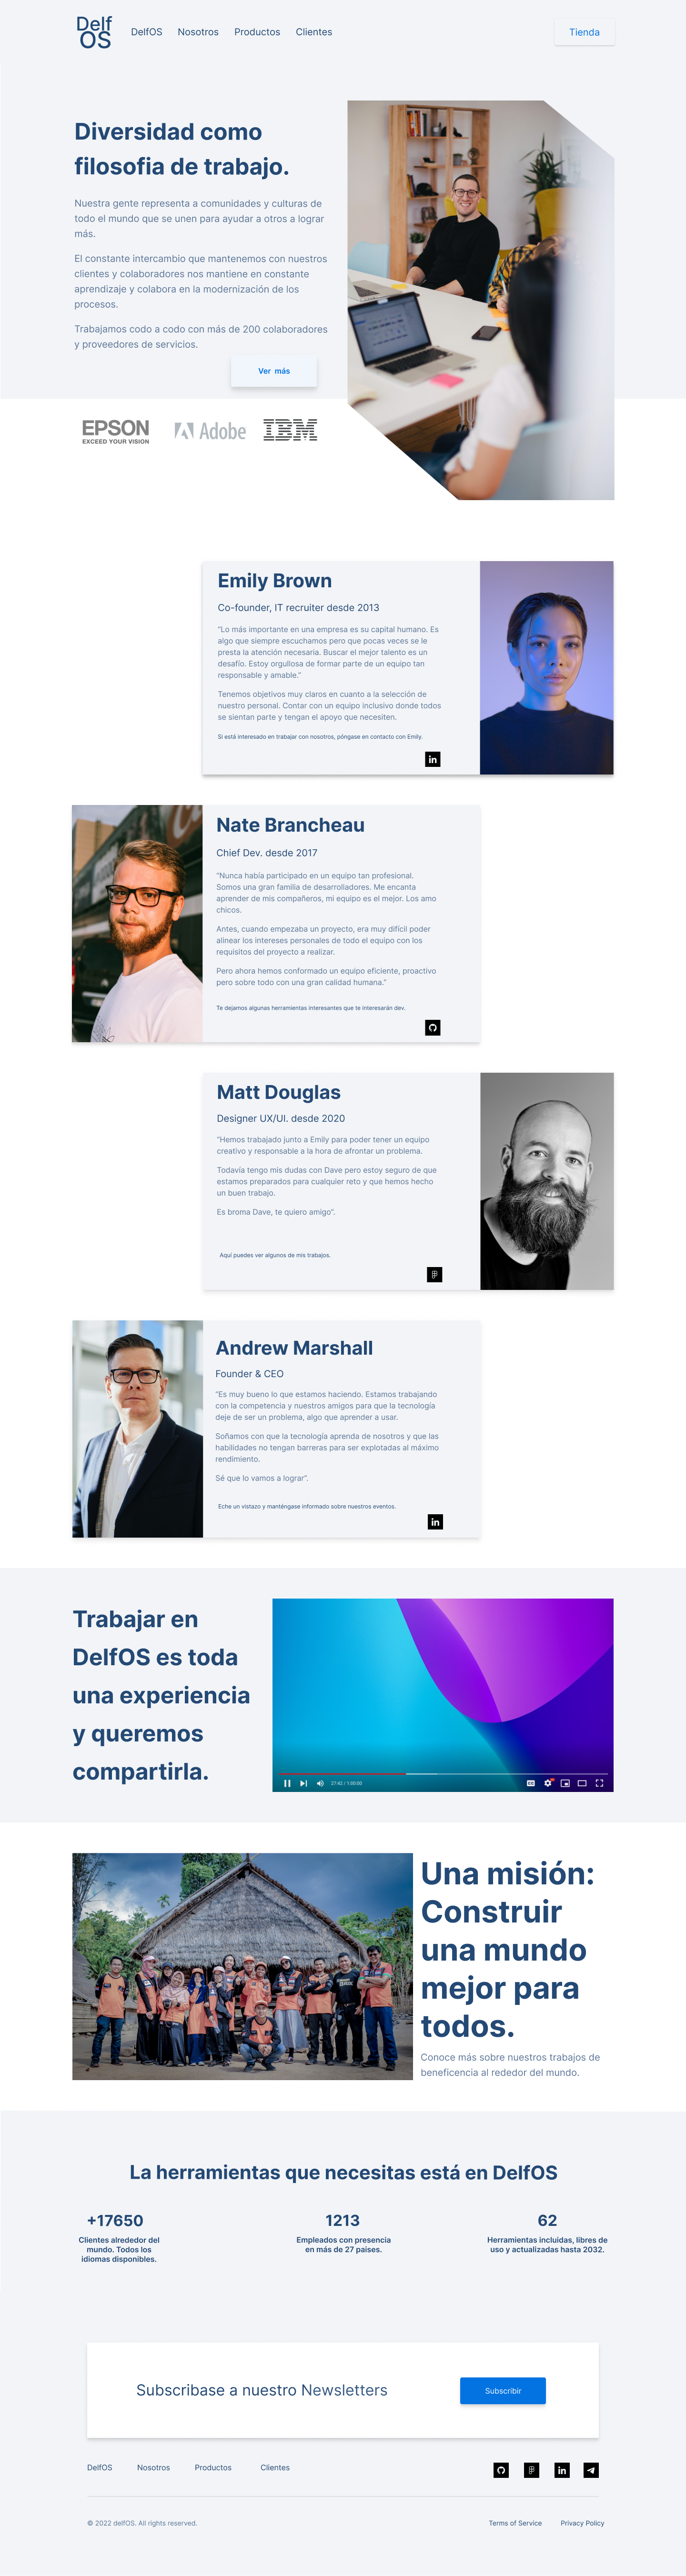 Delf
OS
DelfOS
Nosotros
Productos
Clientes
Tienda
Diversidad como
filosofia de trabajo.
Nuestra gente representa a comunidades y culturas de
todo el mundo que se unen para ayudar a otros a lograr
más.
El constante intercambio que mantenemos con nuestros
clientes y colaboradores nos mantiene en constante
aprendizaje y colabora en la modernización de los
procesos.
Trabajamos codo a codo con más de 200 colaboradores
y proveedores de servicios.
Ver más
EPSON
EXCEED YOUR VISION
Adobe
IBM
Emily Brown
Co-founder, IT recruiter desde 2013
"Lo más importante en una empresa es su capital humano. Es
algo que siempre escuchamos pero que pocas veces se le
presta la atención necesaria. Buscar el mejor talento es un
desafío. Estoy orgullosa de formar parte de un equipo tan
responsable y amable."
Tenemos objetivos muy claros en cuanto a la selección de
nuestro personal. Contar con un equipo inclusivo donde todos
se sientan parte y tengan el apoyo que necesiten.
Si está interesado en trabajar con nosotros, póngase en contacto con Emily.
in
Nate Brancheau
Chief Dev. desde 2017
"Nunca había participado en un equipo tan profesional.
Somos una gran familia de desarrolladores. Me encanta
aprender de mis compañeros, mi equipo es el mejor. Los amo
chicos.
Antes, cuando empezaba un proyecto, era muy difícil poder
alinear los intereses personales de todo el equipo con los
requisitos del proyecto a realizar.
Pero ahora hemos conformado un equipo eficiente, proactivo
pero sobre todo con una gran calidad humana."
Te dejamos algunas herramientas interesantes que te interesarán dev.
Matt Douglas
Designer UX/UI. desde 2020
"Hemos trabajado junto a Emily para poder tener un equipo
creativo y responsable a la hora de afrontar un problema.
Todavía tengo mis dudas con Dave pero estoy seguro de que
estamos preparados para cualquier reto y que hemos hecho
un buen trabajo.
Es broma Dave, te quiero amigo".
Aquí puedes ver algunos de mis trabajos.
Andrew Marshall
Founder & CEO
"Es muy bueno lo que estamos haciendo. Estamos trabajando
con la competencia y nuestros amigos para que la tecnología
deje de ser un problema, algo que aprender a usar.
Soñamos con que la tecnología aprenda de nosotros y que las
habilidades no tengan barreras para ser explotadas al máximo
rendimiento.
Sé que lo vamos a lograr".
Eche un vistazo y manténgase informado sobre nuestros eventos.
in
Trabajar en
DelfOS es toda
una experiencia
y queremos
compartirla.
27:42 / 1:00:00
Una misión:
Construir
una mundo
mejor para
todos.
Conoce más sobre nuestros trabajos de
beneficencia al rededor del mundo.
La herramientas que necesitas está en DelfOS
+17650
Clientes alrededor del
mundo. Todos los
idiomas disponibles.
1213
Empleados con presencia
en más de 27 paises.
62
Herramientas incluidas, libres de
uso y actualizadas hasta 2032.
Subscribase a nuestro Newsletters
Subscribir
DelfOS
Nosotros
Productos
Clientes
in
© 2022 delfOS. All rights reserved.
Terms of Service
Privacy Policy